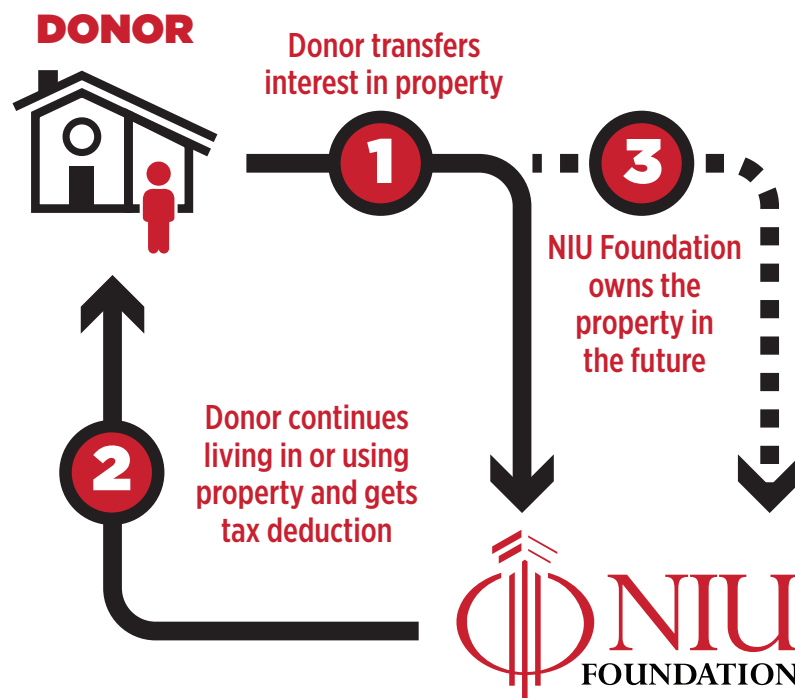 DONOR
Donor transfers
interest in property
1
3
NIU Foundation
owns the
property in
the future
2
Donor continues
living in or using
property and gets
tax deduction
NIU
FOUNDATION